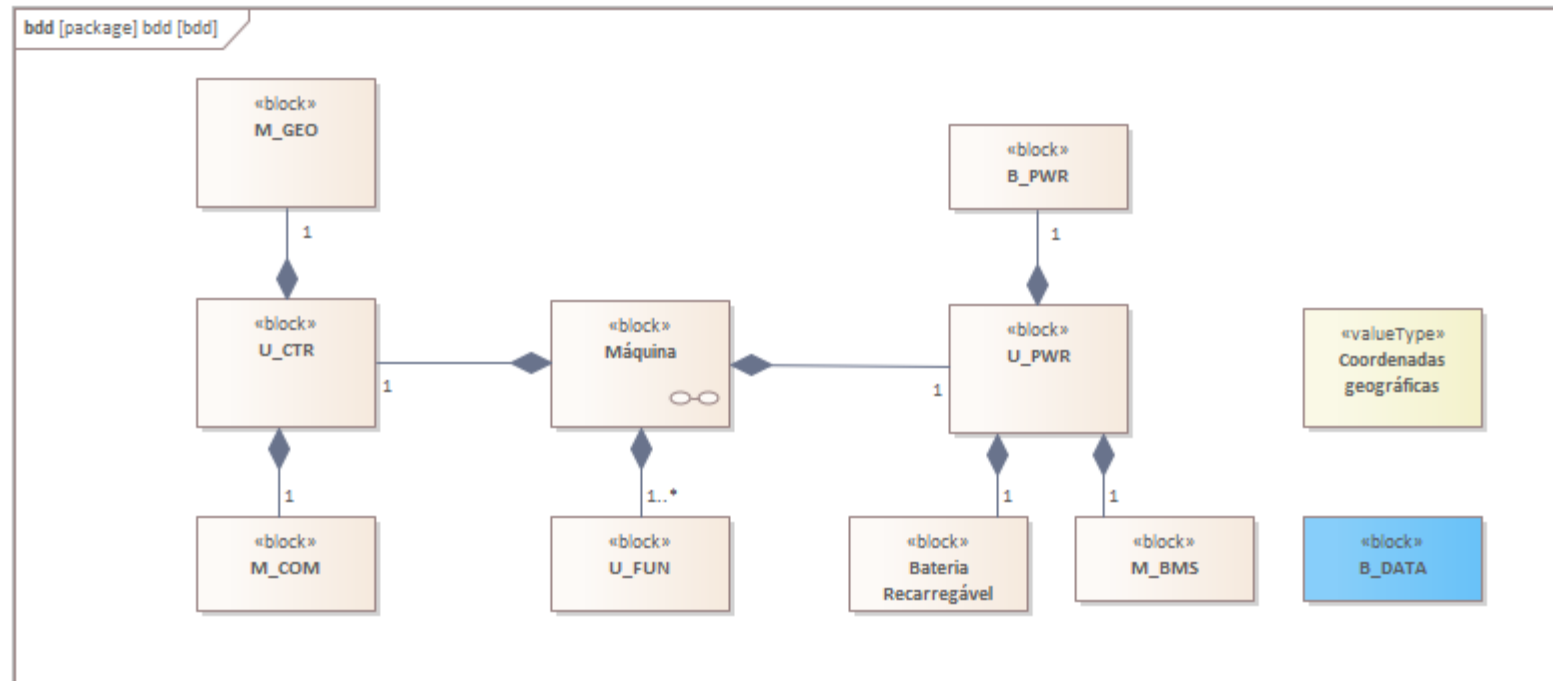 bdd [package] bdd [bdd]
«block»
M_GEO
1
«block»
B_PWR
1
«block»
U_CTR
1
«block»
Máquina
«block»
U_PWR
1
«valueType»
Coordenadas
geográficas
1
«block»
M_COM
1..*
«block»
U_FUN
1
«block»
Bateria
Recarregável
1
«block»
M_BMS
«block»
B_DATA